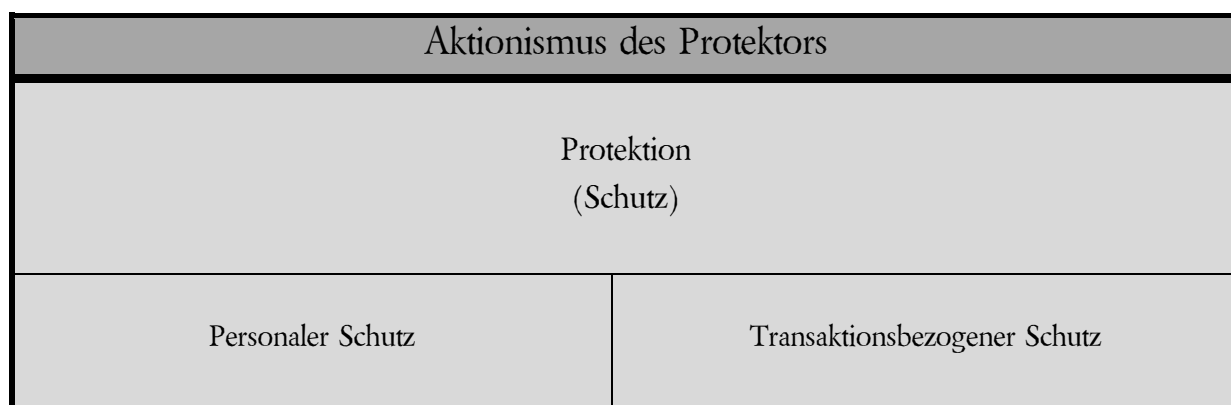 Aktionismus des Protektors
Protektion
(Schutz)
Personaler Schutz
Transaktionsbezogener Schutz